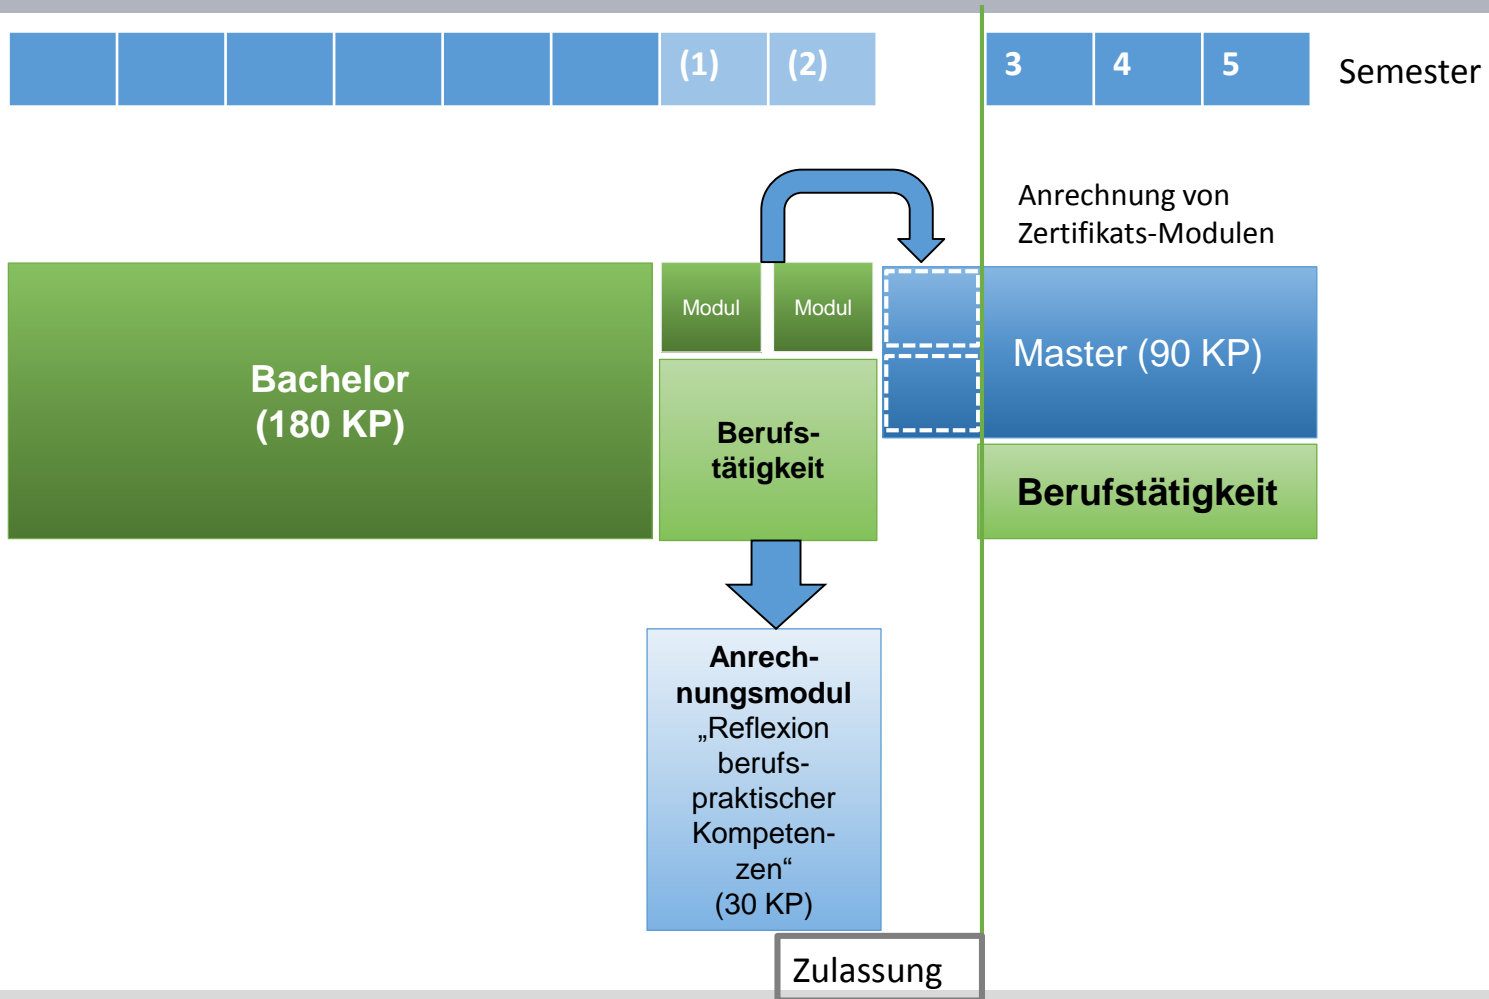 (1) (2) 3 4 5 Semester
Anrechnung von
Zertifikats-Modulen
Modul
Modul
Bachelor
(180 KP)
Master (90 KP)
Berufs-
tätigkeit
Berufstätigkeit
Anrech-
nungsmodul
„Reflexion
berufs-
praktischer
Kompeten-
zen“
(30 KP)
Zulassung